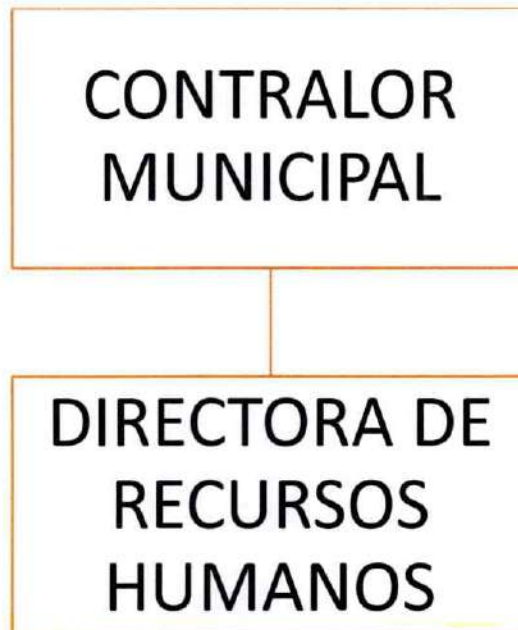 CONTRALOR
MUNICIPAL
DIRECTORA DE
RECURSOS
HUMANOS